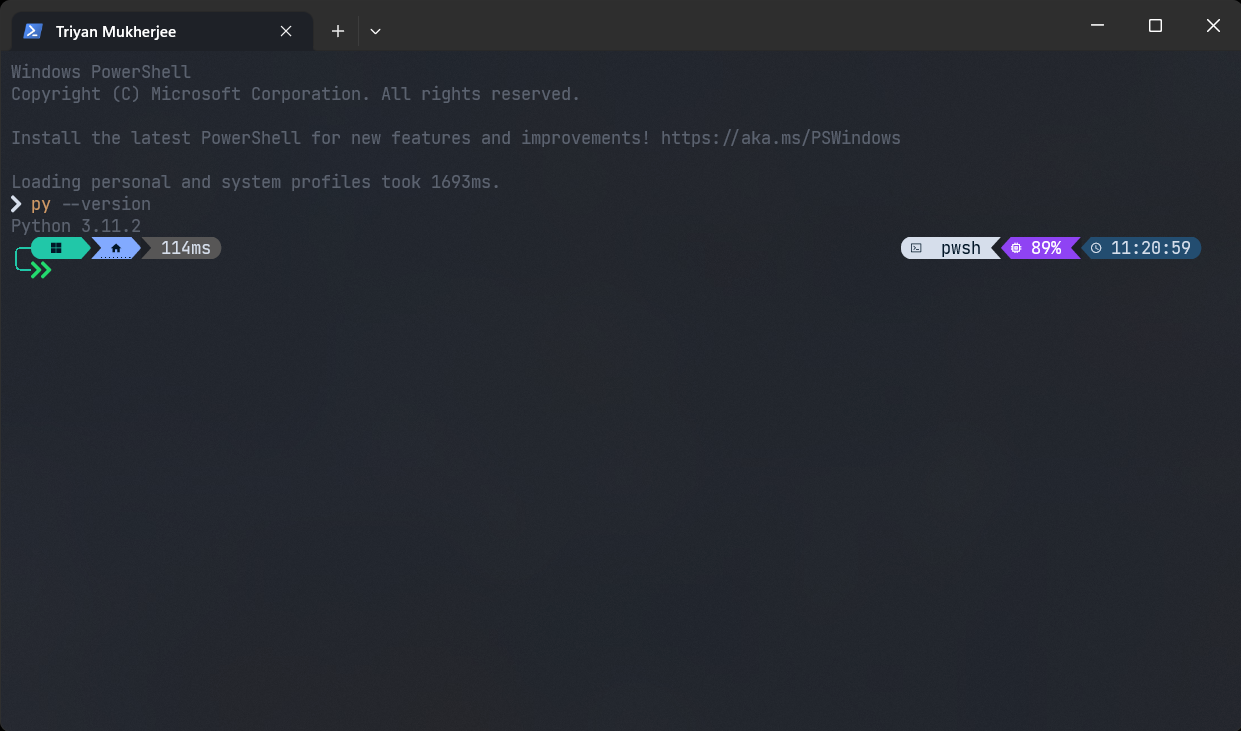 Triyan Mukherjee
Windows PowerShell
Copyright (C) Microsoft Corporation. All rights reserved.
Install the latest PowerShell for new features and improvements! https://aka.ms/PSWindows
Loading personal and system profiles took 1693ms.
❯ py --version
Python 3.11.2
114ms pwsh 89% 11:20:59